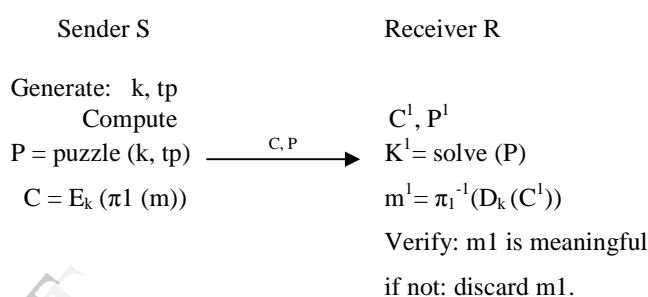 Sender S Receiver R
Generate: k, tp
Compute C¹, P¹
P = puzzle (k, tp) C, P K¹= solve (P)
C = Eₖ (π1 (m)) m¹= π₁⁻¹(Dₖ (C¹))
Verify: m1 is meaningful
if not: discard m1.